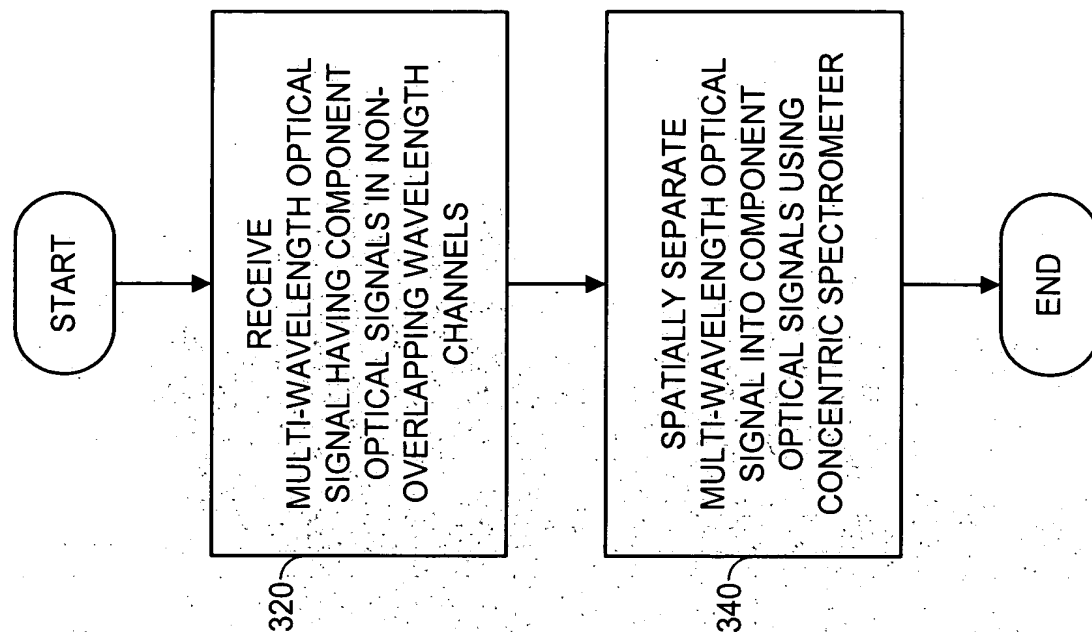 START
RECEIVE
MULTI-WAVELENGTH OPTICAL
SIGNAL HAVING COMPONENT
OPTICAL SIGNALS IN NON-
OVERLAPPING WAVELENGTH
CHANNELS
320
SPATIALLY SEPARATE
MULTI-WAVELENGTH OPTICAL
SIGNAL INTO COMPONENT
OPTICAL SIGNALS USING
CONCENTRIC SPECTROMETER
340
END